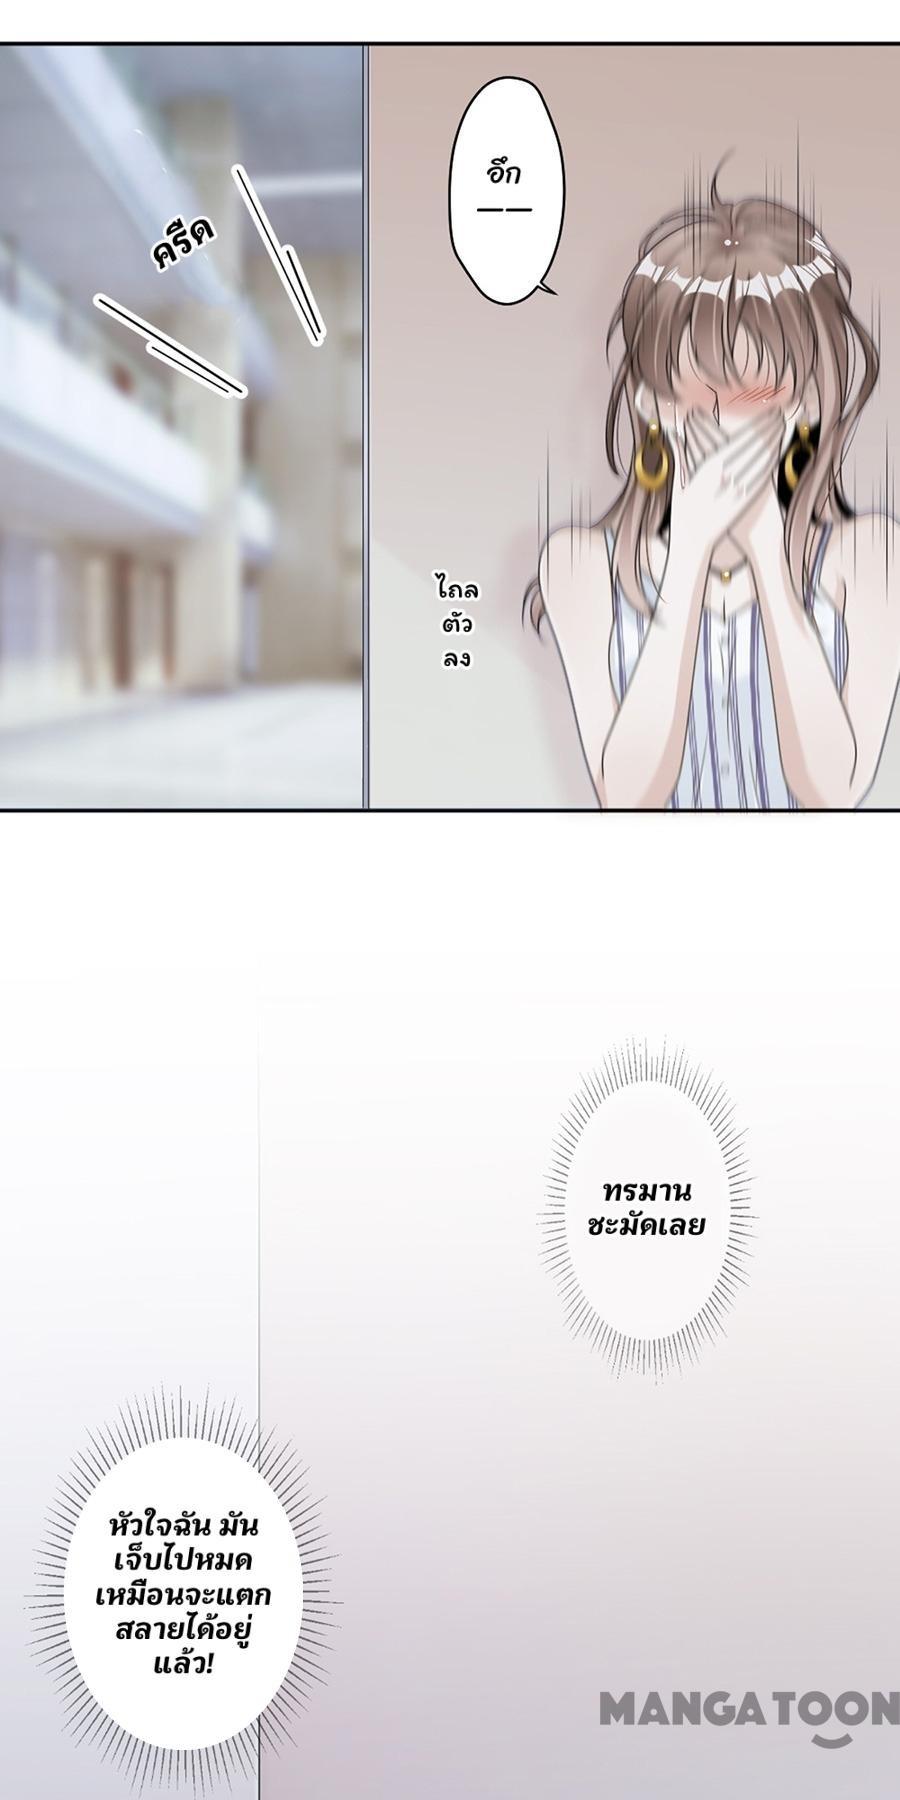 อึก
——
ครืด
ไถล
ตัว
ลง
ทรมาน
ชะมัดเลย
หัวใจฉัน มัน
เจ็บไปหมด
เหมือนจะแตก
สลายได้อยู่
แล้ว!
MANGATOON